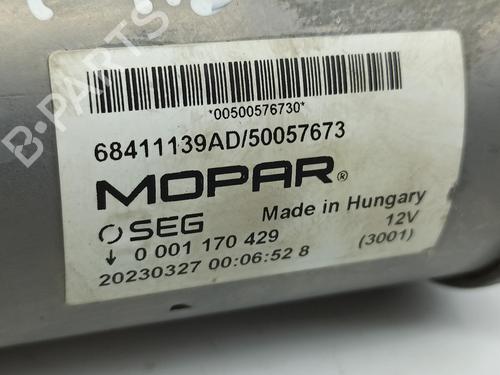 B-PARTS
*00500576730*
68411139AD/50057673
MOPAR®
SEG Made in Hungary
0 001 170 429 12V
20230327 00:06:52 8 (3001)